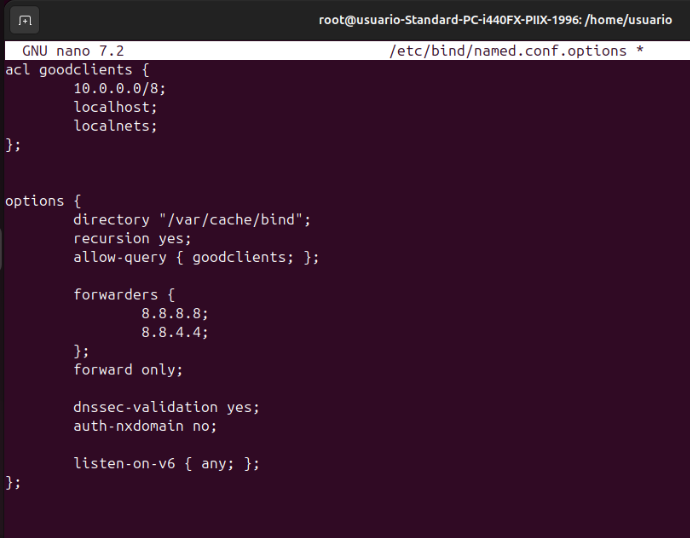 root@usuario-Standard-PC-i440FX-PIIX-1996: /home/usuario
GNU nano 7.2 /etc/bind/named.conf.options *
acl goodclients {
10.0.0.0/8;
localhost;
localnets;
};
options {
directory "/var/cache/bind";
recursion yes;
allow-query { goodclients; };
forwarders {
8.8.8.8;
8.8.4.4;
};
forward only;
dnssec-validation yes;
auth-nxdomain no;
listen-on-v6 { any; };
};